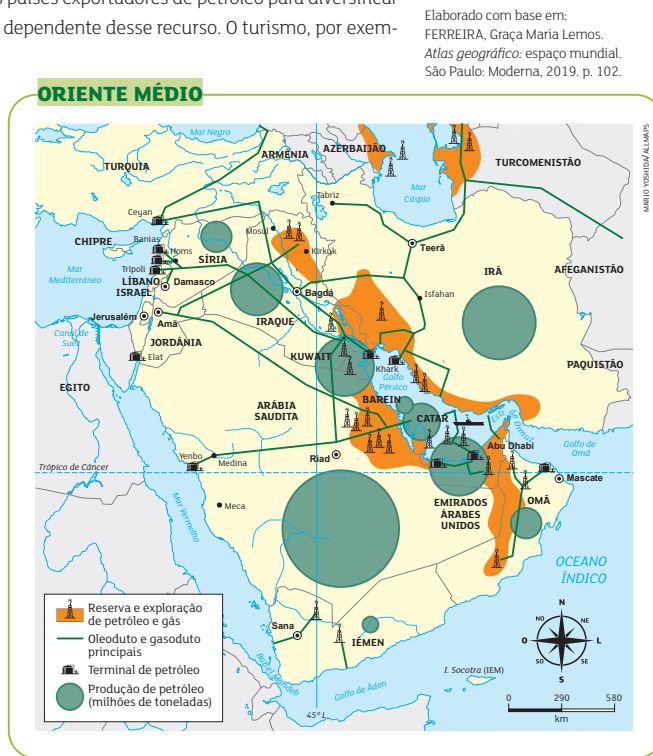 s países exportadores de petróleo para diversificar
dependente desse recurso. O turismo, por exem-
Elaborado com base em:
FERREIRA, Graça Maria Lemos.
Atlas geográfico: espaço mundial.
São Paulo: Moderna, 2019. p. 102.
ORIENTE MÉDIO
MARIO YOSHIDA/ALLMAPS
Mar Negro
ARMÊNIA
AZERBAIJÃO
TURQUIA
TURCOMENISTÃO
Mar
Cáspio
Tabriz
Ceyan
Mosul
CHIPRE
Banias
Homs
SÍRIA
Kirkuk
Teerã
Mar
Mediterrâneo
Trípoli
LÍBANO
Damasco
ISRAEL
Bagdá
Isfahan
IRÃ
AFEGANISTÃO
Jerusalém
Amã
IRAQUE
Canal de
Suez
JORDÂNIA
Elat
KUWAIT
Khark
PAQUISTÃO
Golfo
Pérsico
EGITO
BAREIN
ARÁBIA
SAUDITA
CATAR
Estr. de Ormuz
Abu Dhabi
Golfo de
Omã
Yenbo
Medina
Riad
Trópico de Câncer
Mascate
EMIRADOS
ÁRABES
UNIDOS
OMÃ
Meca
Mar Vermelho
OCEANO
ÍNDICO
Reserva e exploração
de petróleo e gás
Oleoduto e gasoduto
principais
Terminal de petróleo
Produção de petróleo
(milhões de toneladas)
Sana
IÊMEN
Bab el Mandeb
Golfo de Áden
I. Socotra (IEM)
45º L
N
NO
NE
O
L
SO
SE
S
0 290 580
km